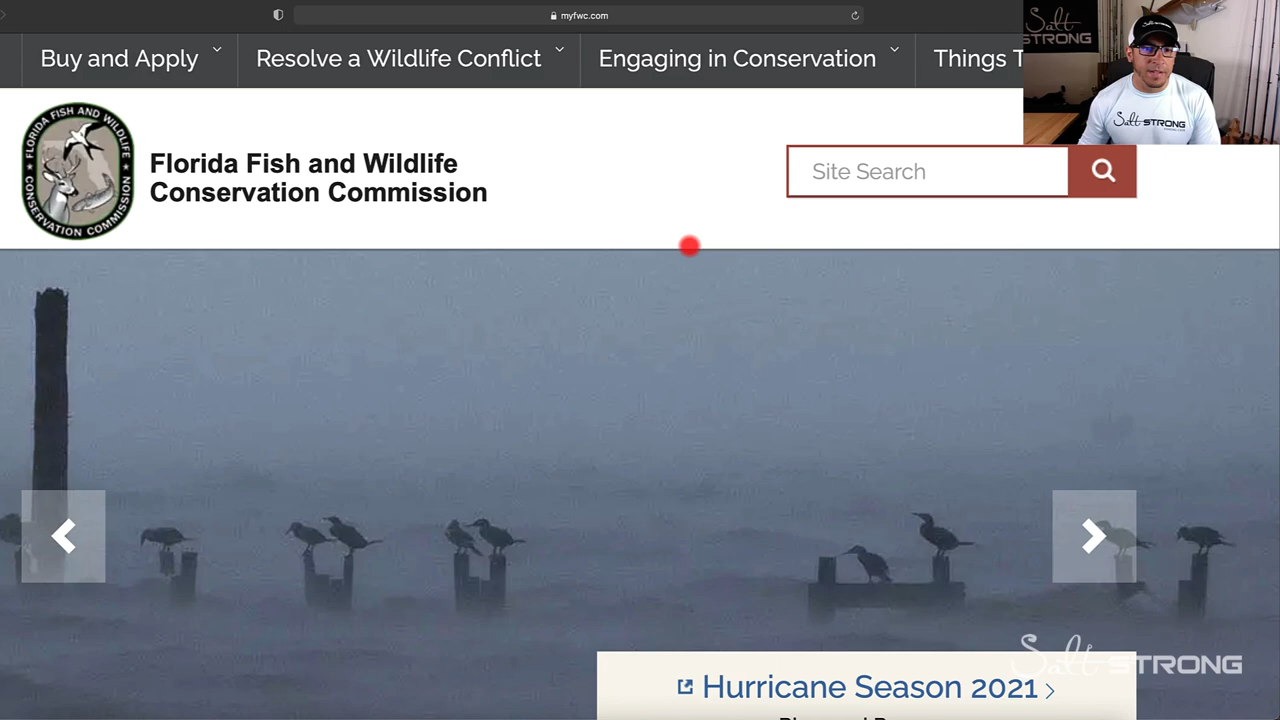 myfwc.com
Buy and Apply
Resolve a Wildlife Conflict
Engaging in Conservation
Things T
Salt
STRONG
Salt STRONG
FLORIDA FISH AND WILDLIFE
CONSERVATION COMMISSION
Florida Fish and Wildlife
Conservation Commission
Site Search
Salt STRONG
Hurricane Season 2021